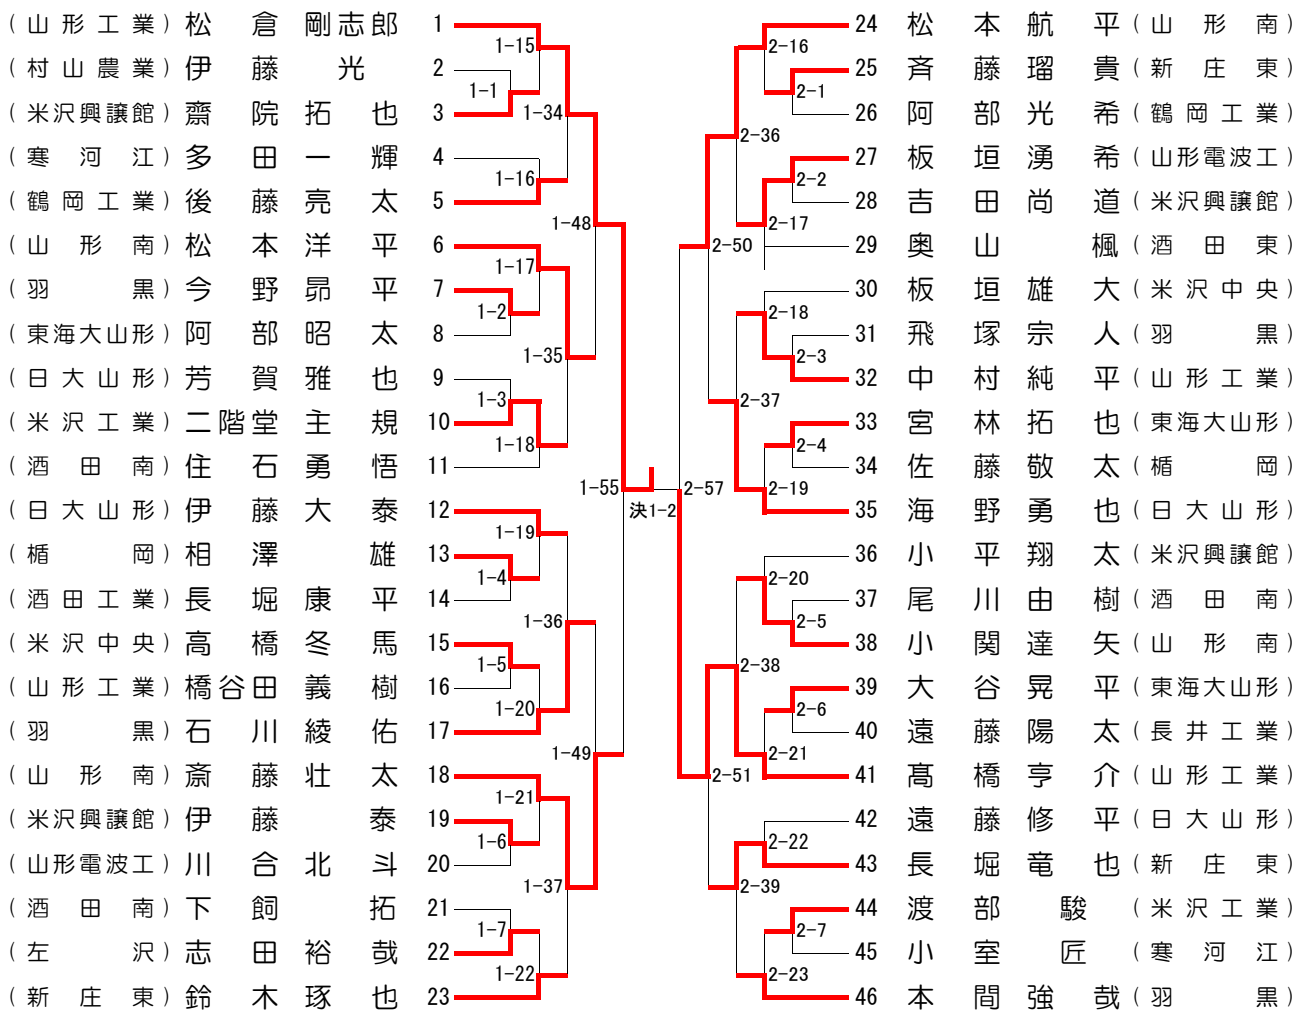 (山形工業) 松倉剛志郎 1
(村山農業) 伊藤光 2
(米沢興譲館) 齋院拓也 3
(寒河江) 多田一輝 4
(鶴岡工業) 後藤亮太 5
(山形南) 松本洋平 6
(羽黒) 今野昴平 7
(東海大山形) 阿部昭太 8
(日大山形) 芳賀雅也 9
(米沢工業) 二階堂主規 10
(酒田南) 住石勇悟 11
(日大山形) 伊藤大泰 12
(楯岡) 相澤雄 13
(酒田工業) 長堀康平 14
(米沢中央) 高橋冬馬 15
(山形工業) 橋谷田義樹 16
(羽黒) 石川綾佑 17
(山形南) 斎藤壮太 18
(米沢興譲館) 伊藤泰 19
(山形電波工) 川合北斗 20
(酒田南) 下飼拓 21
(左沢) 志田裕哉 22
(新庄東) 鈴木琢也 23
1-15
1-1
1-34
1-16
1-48
1-17
1-2
1-35
1-3
1-18
1-55
1-19
1-4
1-36
1-5
1-20
1-49
1-21
1-6
1-37
1-7
1-22
決1-2
2-16
2-1
2-36
2-2
2-17
2-50
2-18
2-3
2-37
2-4
2-19
2-57
2-20
2-5
2-38
2-6
2-21
2-51
2-22
2-39
2-7
2-23
24 松本航平 (山形南)
25 斉藤瑠貴 (新庄東)
26 阿部光希 (鶴岡工業)
27 板垣湧希 (山形電波工)
28 吉田尚道 (米沢興譲館)
29 奥山楓 (酒田東)
30 板垣雄大 (米沢中央)
31 飛塚宗人 (羽黒)
32 中村純平 (山形工業)
33 宮林拓也 (東海大山形)
34 佐藤敬太 (楯岡)
35 海野勇也 (日大山形)
36 小平翔太 (米沢興譲館)
37 尾川由樹 (酒田南)
38 小関達矢 (山形南)
39 大谷晃平 (東海大山形)
40 遠藤陽太 (長井工業)
41 髙橋亨介 (山形工業)
42 遠藤修平 (日大山形)
43 長堀竜也 (新庄東)
44 渡部駿 (米沢工業)
45 小室匠 (寒河江)
46 本間強哉 (羽黒)